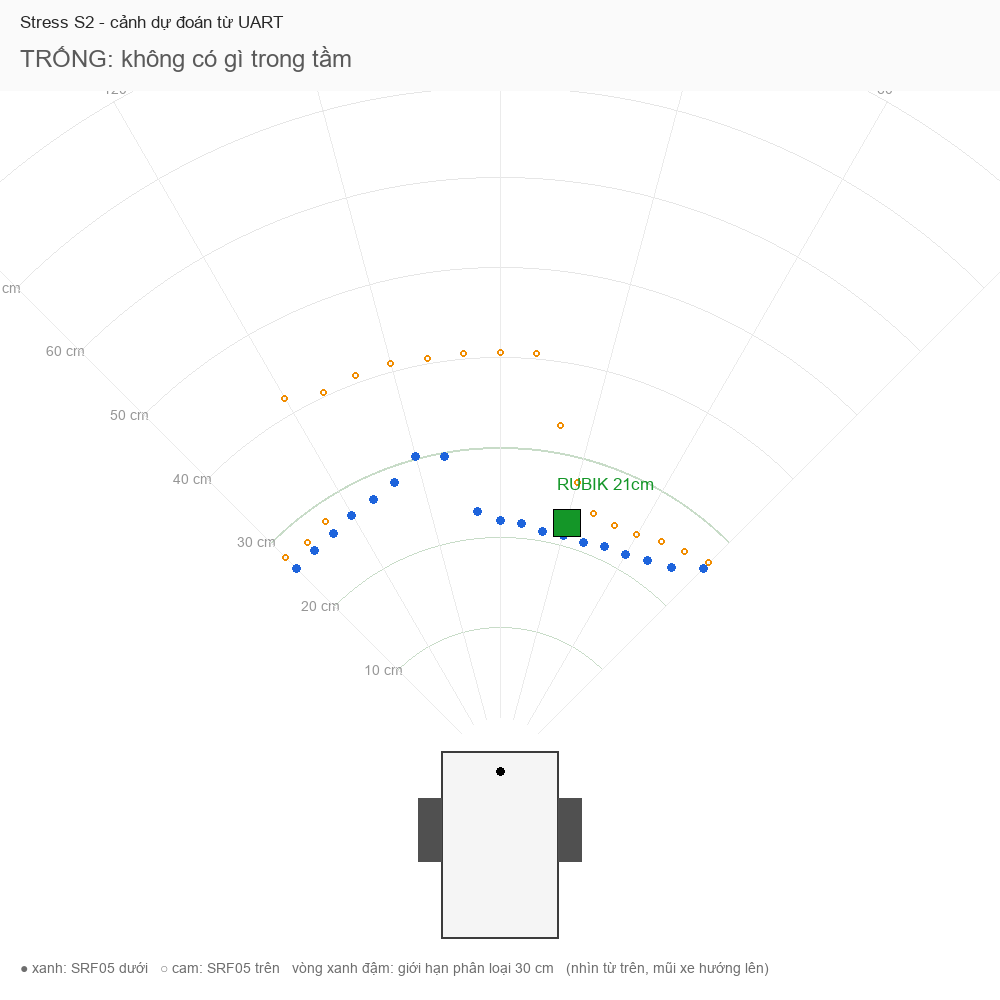 Stress S2 - cảnh dự đoán từ UART
TRỐNG: không có gì trong tầm
cm
60 cm
50 cm
40 cm
RUBIK 21cm
30 cm
20 cm
10 cm
● xanh: SRF05 dưới ○ cam: SRF05 trên vòng xanh đậm: giới hạn phân loại 30 cm (nhìn từ trên, mũi xe hướng lên)